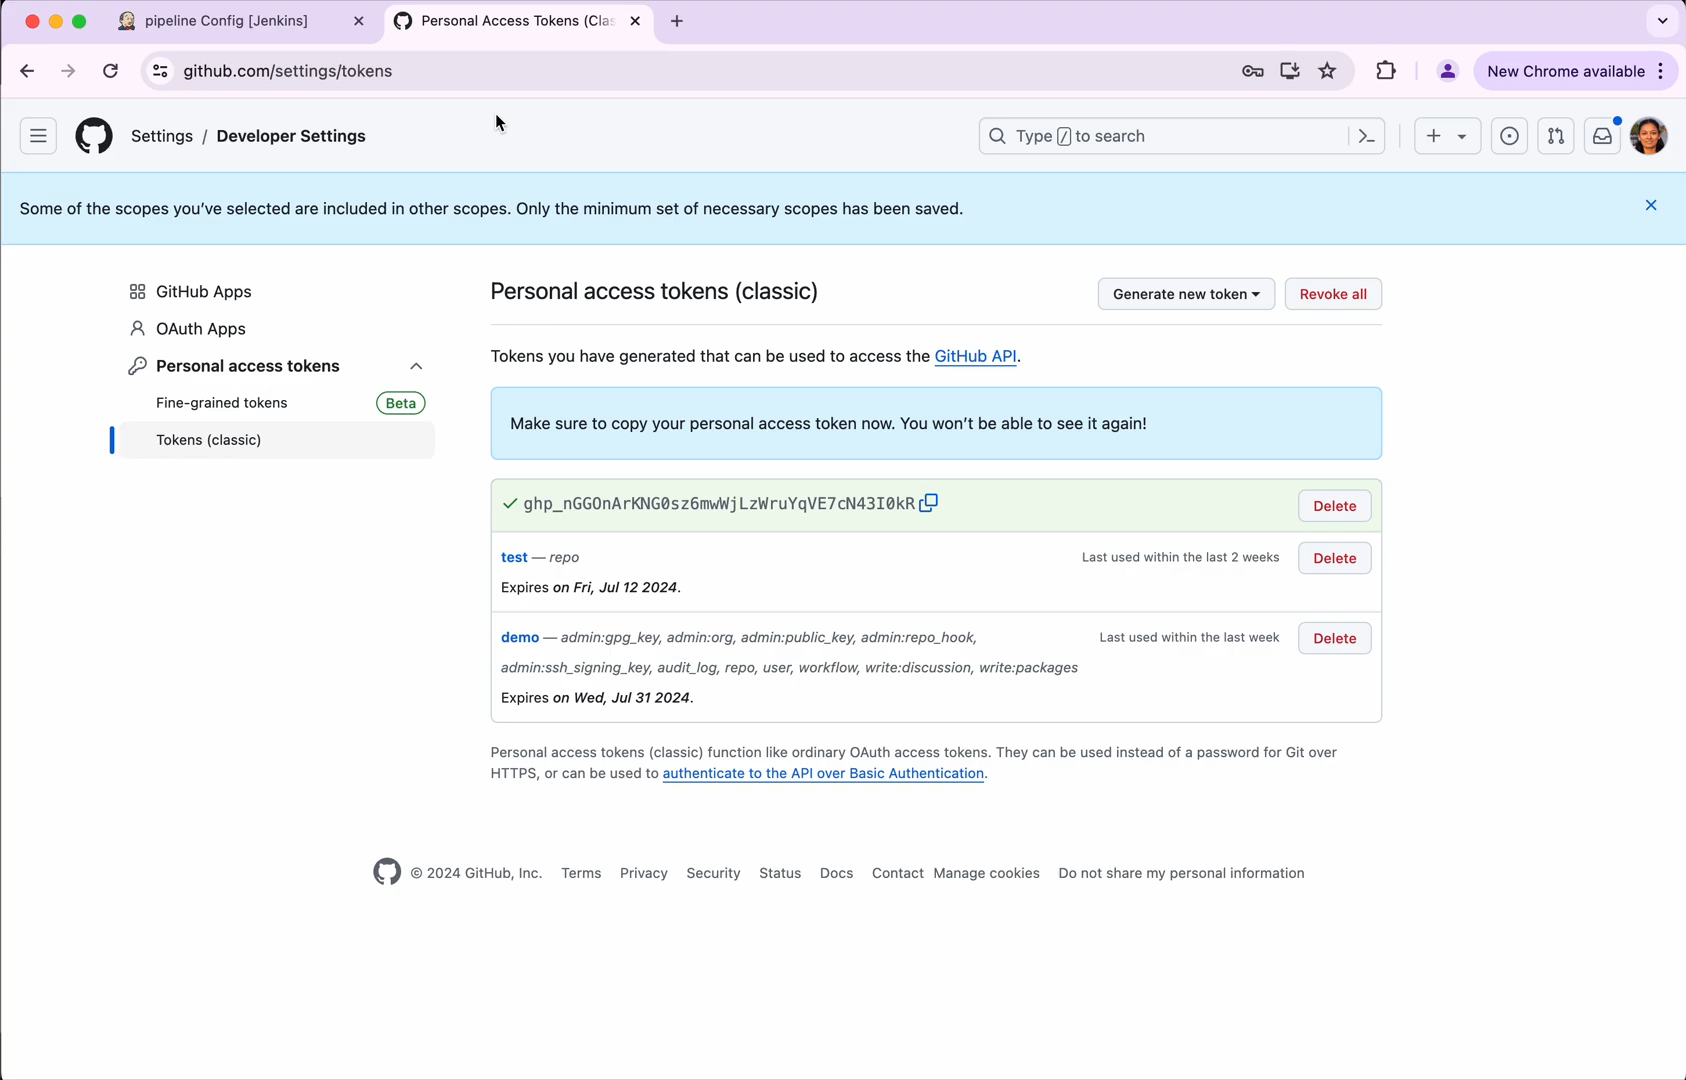 pipeline Config [Jenkins]
Personal Access Tokens (Clas
github.com/settings/tokens
New Chrome available
Settings / Developer Settings
Type / to search
Some of the scopes you've selected are included in other scopes. Only the minimum set of necessary scopes has been saved.
GitHub Apps
OAuth Apps
Personal access tokens
Fine-grained tokens
Beta
Tokens (classic)
Personal access tokens (classic)
Generate new token
Revoke all
Tokens you have generated that can be used to access the GitHub API.
Make sure to copy your personal access token now. You won't be able to see it again!
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
Delete
test — repo
Last used within the last 2 weeks
Delete
Expires on Fri, Jul 12 2024.
demo — admin:gpg_key, admin:org, admin:public_key, admin:repo_hook,
Last used within the last week
Delete
admin:ssh_signing_key, audit_log, repo, user, workflow, write:discussion, write:packages
Expires on Wed, Jul 31 2024.
Personal access tokens (classic) function like ordinary OAuth access tokens. They can be used instead of a password for Git over
HTTPS, or can be used to authenticate to the API over Basic Authentication.
© 2024 GitHub, Inc. Terms Privacy Security Status Docs Contact Manage cookies Do not share my personal information